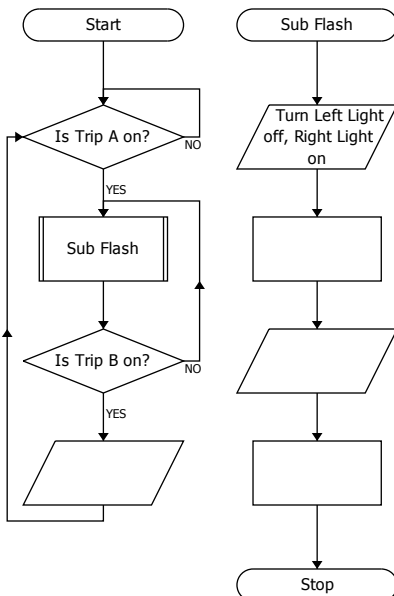 Start
Is Trip A on?
NO
YES
Sub Flash
Is Trip B on?
NO
YES
Sub Flash
Turn Left Light
off, Right Light
on
Stop